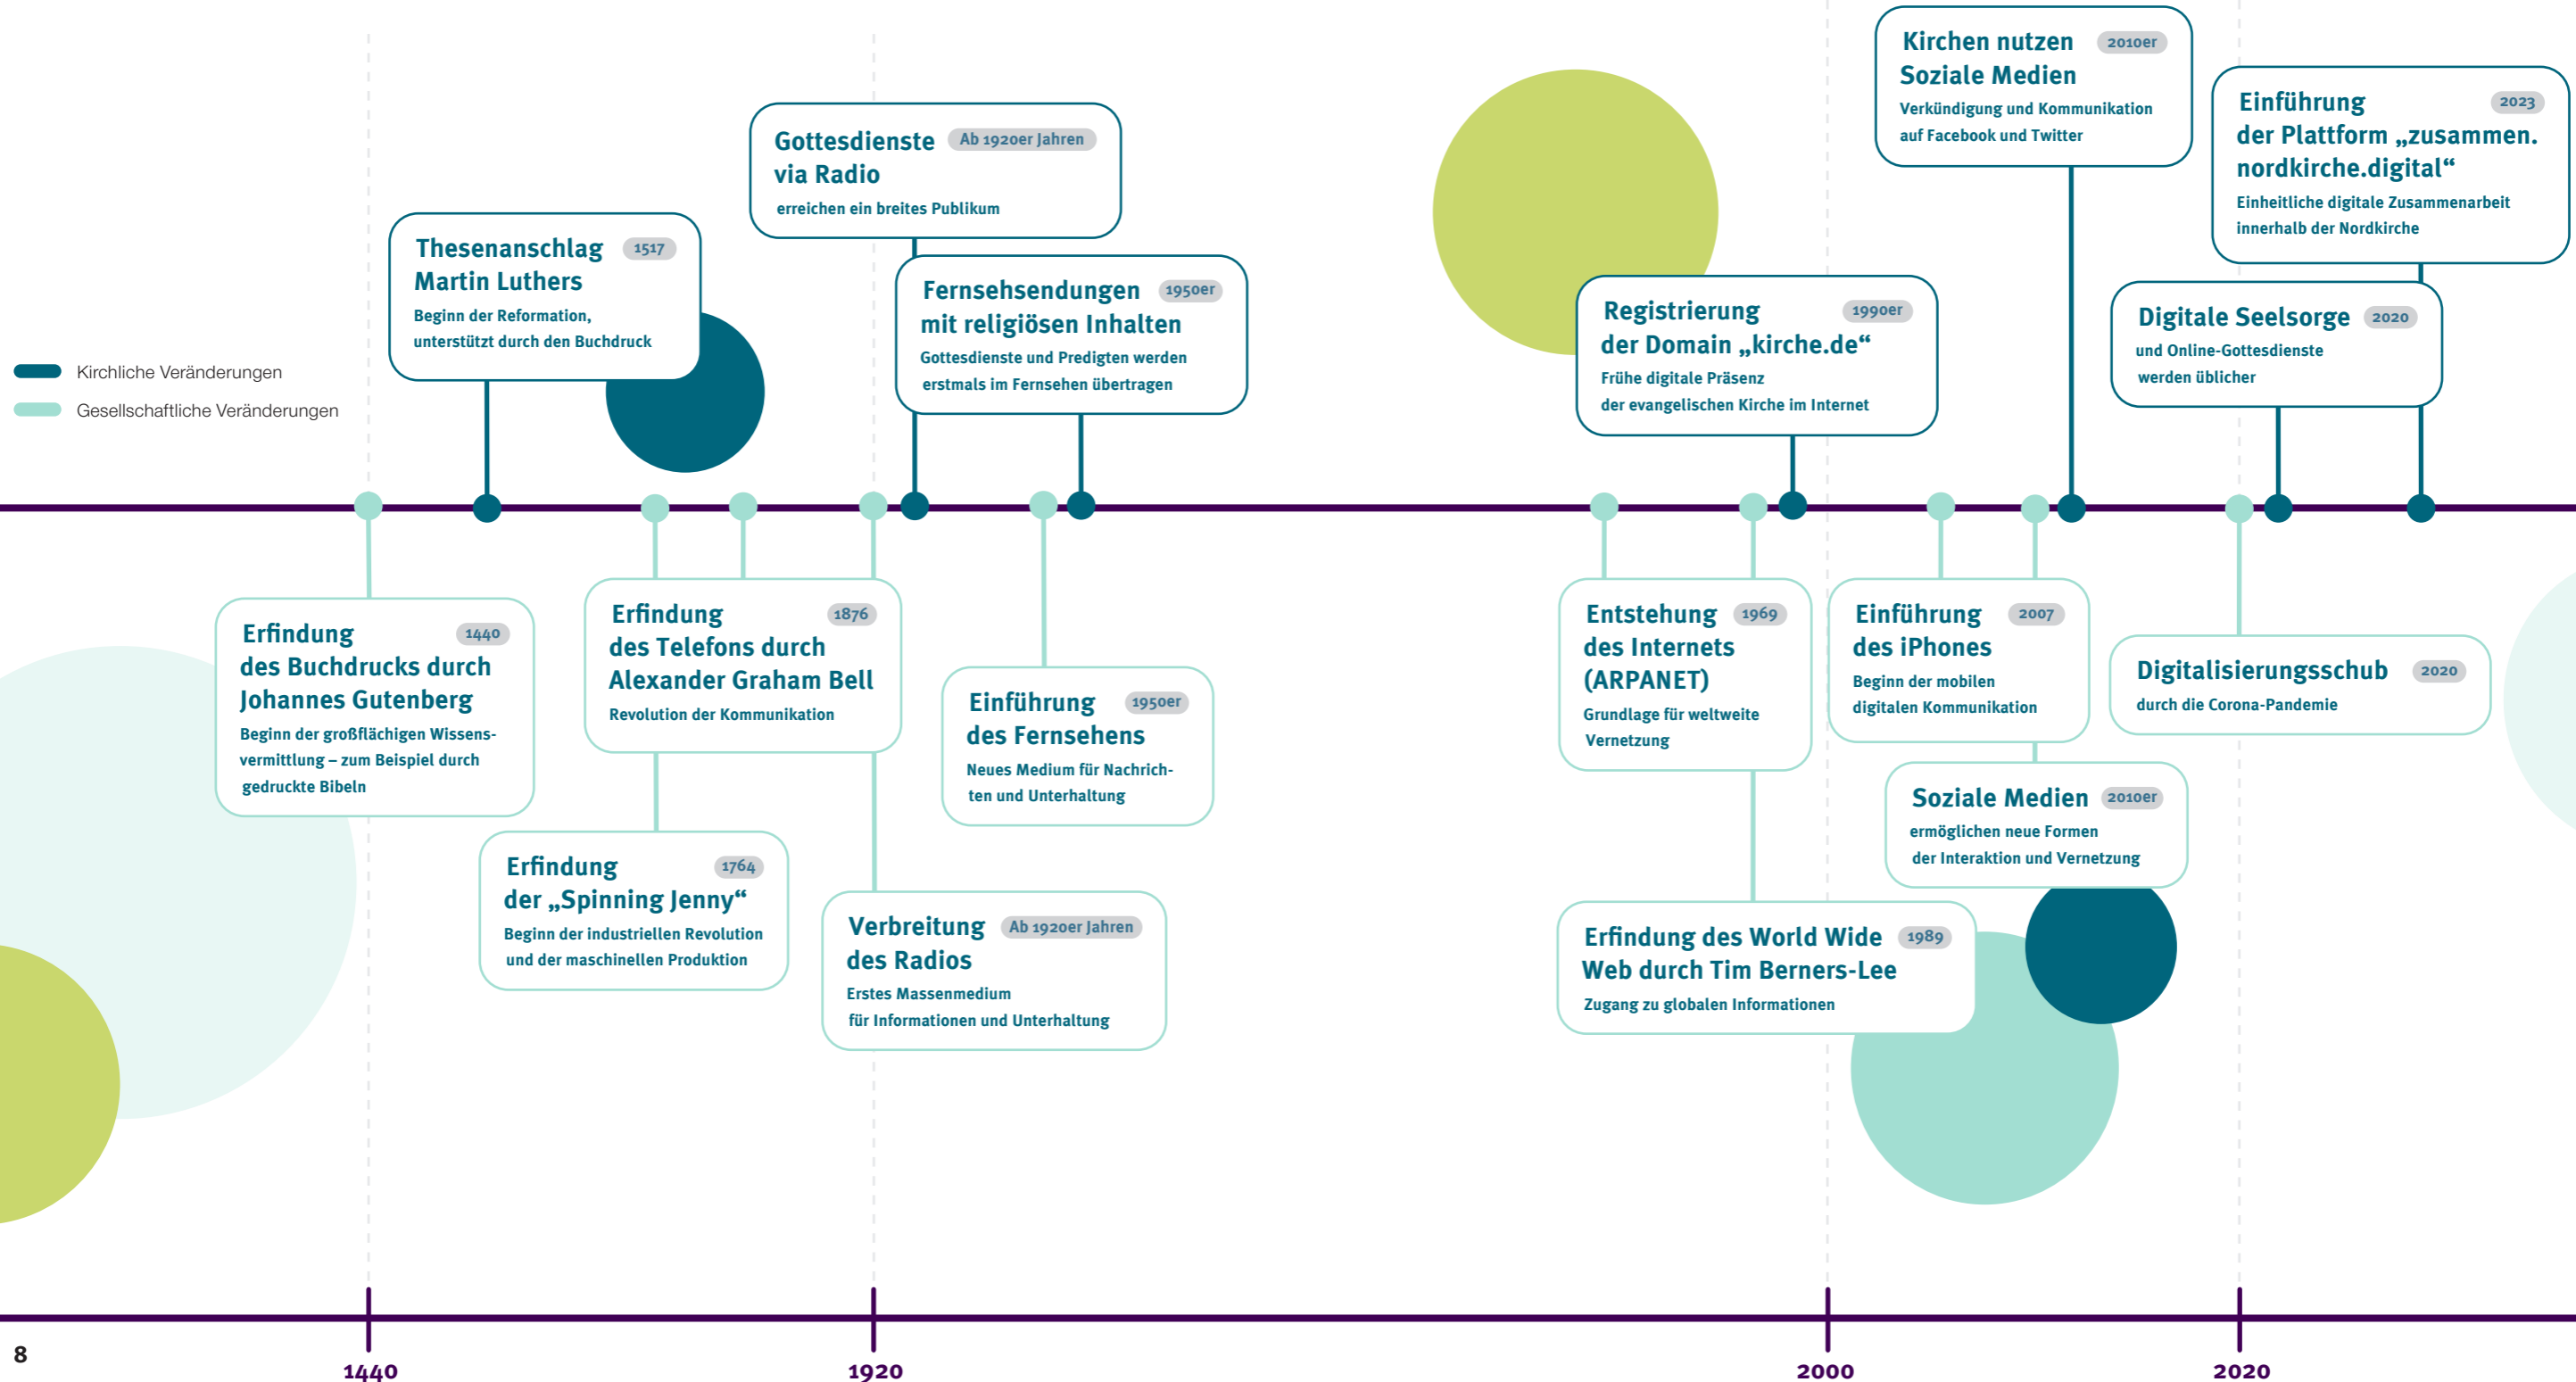 Kirchliche Veränderungen
Gesellschaftliche Veränderungen
Thesenanschlag 1517
Martin Luthers
Beginn der Reformation,
unterstützt durch den Buchdruck
Gottesdienste Ab 1920er Jahren
via Radio
erreichen ein breites Publikum
Fernsehsendungen 1950er
mit religiösen Inhalten
Gottesdienste und Predigten werden
erstmals im Fernsehen übertragen
Registrierung 1990er
der Domain „kirche.de“
Frühe digitale Präsenz
der evangelischen Kirche im Internet
Kirchen nutzen 2010er
Soziale Medien
Verkündigung und Kommunikation
auf Facebook und Twitter
Einführung 2023
der Plattform „zusammen.
nordkirche.digital“
Einheitliche digitale Zusammenarbeit
innerhalb der Nordkirche
Digitale Seelsorge 2020
und Online-Gottesdienste
werden üblicher
Erfindung 1440
des Buchdrucks durch
Johannes Gutenberg
Beginn der großflächigen Wissens-
vermittlung – zum Beispiel durch
gedruckte Bibeln
Erfindung 1876
des Telefons durch
Alexander Graham Bell
Revolution der Kommunikation
Erfindung 1764
der „Spinning Jenny“
Beginn der industriellen Revolution
und der maschinellen Produktion
Einführung 1950er
des Fernsehens
Neues Medium für Nachrich-
ten und Unterhaltung
Verbreitung Ab 1920er Jahren
des Radios
Erstes Massenmedium
für Informationen und Unterhaltung
Entstehung 1969
des Internets
(ARPANET)
Grundlage für weltweite
Vernetzung
Einführung 2007
des iPhones
Beginn der mobilen
digitalen Kommunikation
Digitalisierungsschub 2020
durch die Corona-Pandemie
Soziale Medien 2010er
ermöglichen neue Formen
der Interaktion und Vernetzung
Erfindung des World Wide 1989
Web durch Tim Berners-Lee
Zugang zu globalen Informationen
8
1440 1920 2000 2020